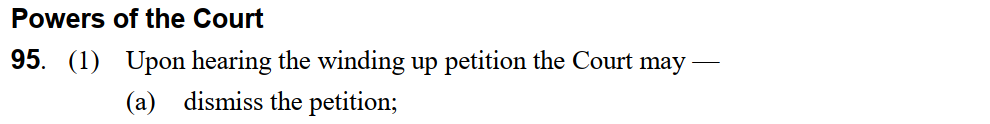 Powers of the Court
95. (1) Upon hearing the winding up petition the Court may —
(a) dismiss the petition;